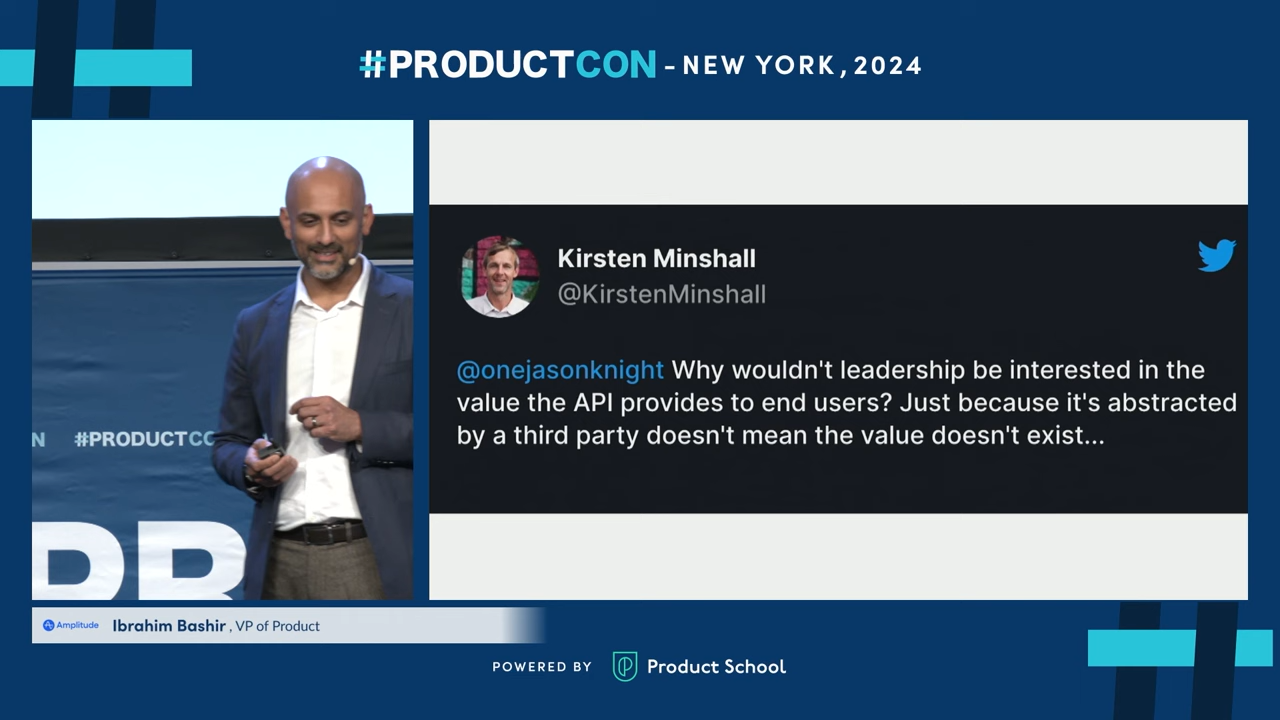 #PRODUCTCON - NEW YORK, 2024
N #PRODUCTCO
PR
Kirsten Minshall
@KirstenMinshall
@onejasonknight Why wouldn't leadership be interested in the
value the API provides to end users? Just because it's abstracted
by a third party doesn't mean the value doesn't exist...
Amplitude Ibrahim Bashir, VP of Product
POWERED BY Product School